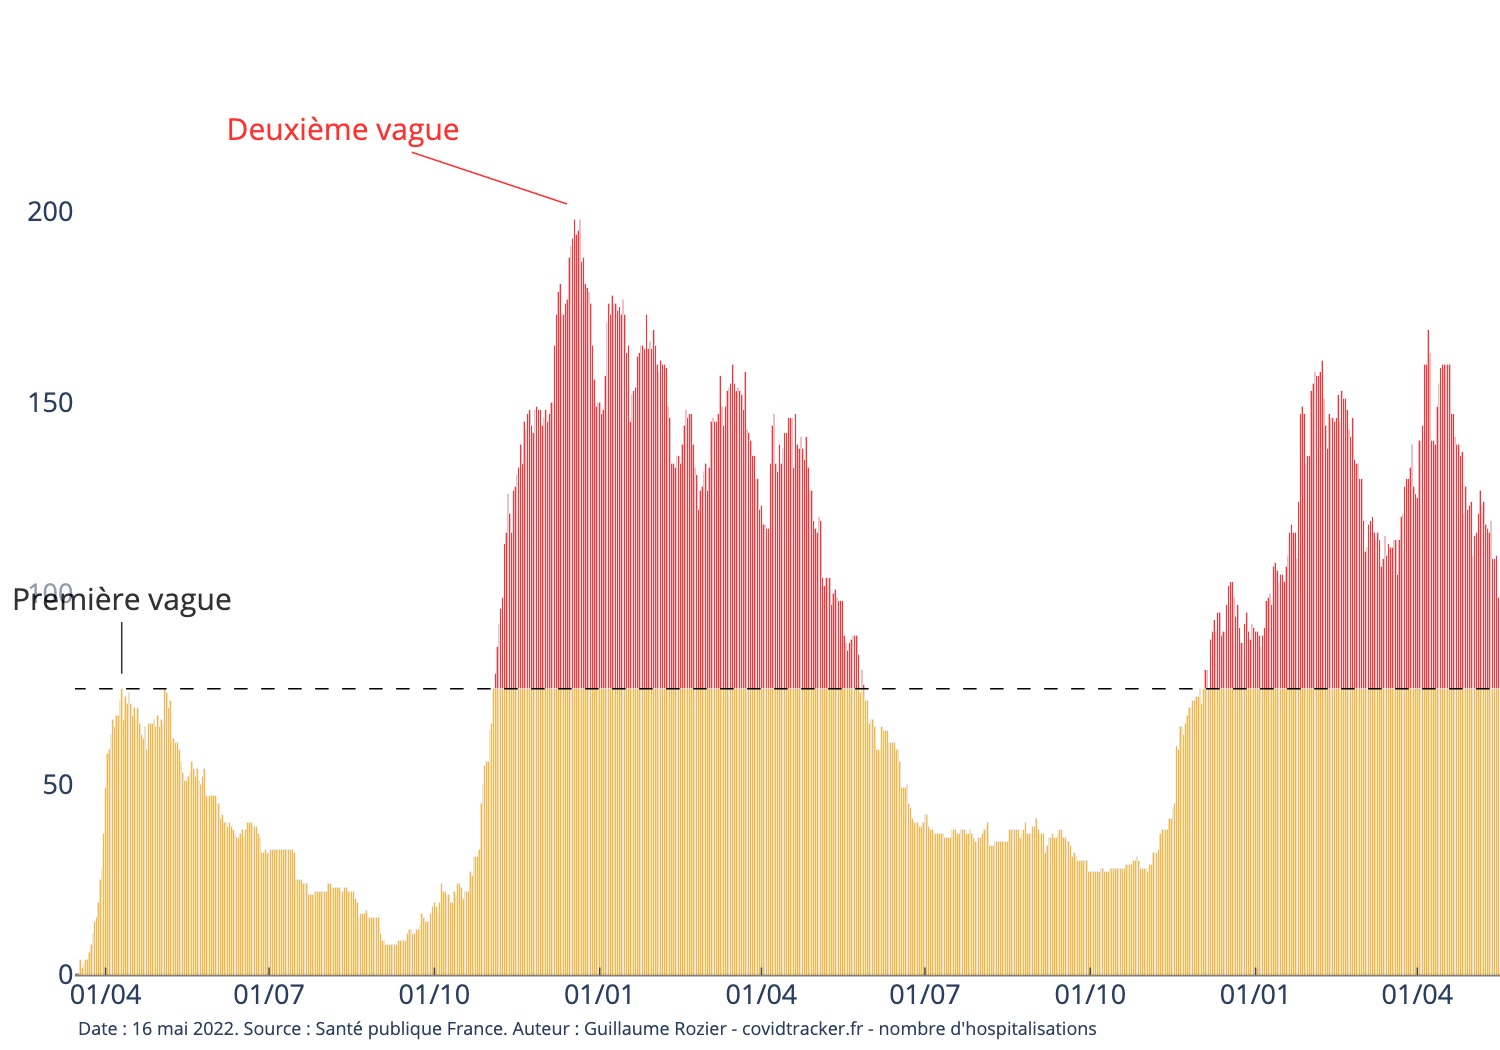 Deuxième vague
200
150
100
Première vague
50
0
01/04 01/07 01/10 01/01 01/04 01/07 01/10 01/01 01/04
Date : 16 mai 2022. Source : Santé publique France. Auteur : Guillaume Rozier - covidtracker.fr - nombre d'hospitalisations